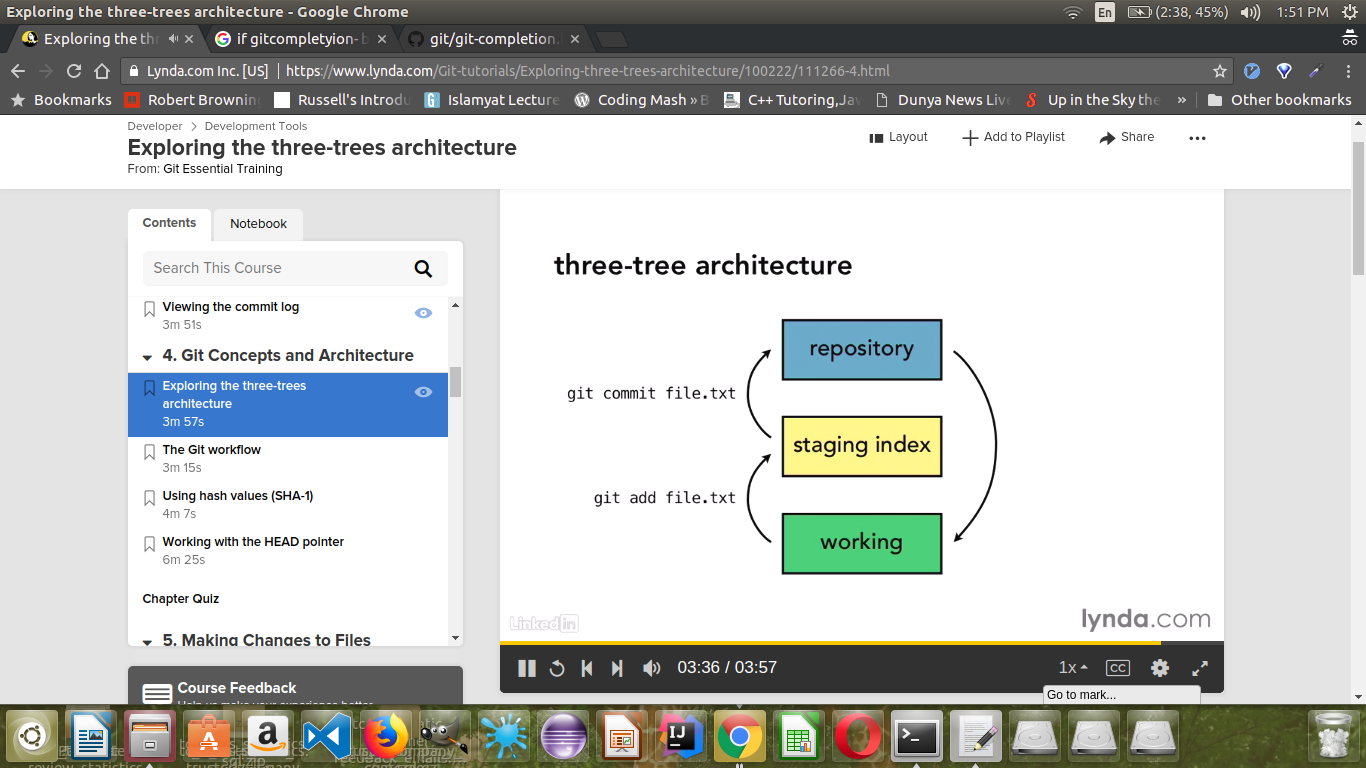 Exploring the three-trees architecture - Google Chrome
En
(2:38, 45%)
1:51 PM
Exploring the thr
if gitcompletyion- b
git/git-completion.
Lynda.com Inc. [US]
https://www.lynda.com/Git-tutorials/Exploring-three-trees-architecture/100222/111266-4.html
Bookmarks
Robert Browning
Russell's Introdu
Islamyat Lecture
Coding Mash » B
C++ Tutoring,Jav
Dunya News Live
Up in the Sky the
»
Other bookmarks
Developer > Development Tools
Exploring the three-trees architecture
From: Git Essential Training
Layout
Add to Playlist
Share
Contents
Notebook
Search This Course
Viewing the commit log
3m 51s
4. Git Concepts and Architecture
Exploring the three-trees
architecture
3m 57s
The Git workflow
3m 15s
Using hash values (SHA-1)
4m 7s
Working with the HEAD pointer
6m 25s
Chapter Quiz
5. Making Changes to Files
Course Feedback
three-tree architecture
repository
git commit file.txt
staging index
git add file.txt
working
LinkedIn
lynda.com
03:36 / 03:57
1x
CC
Go to mark...